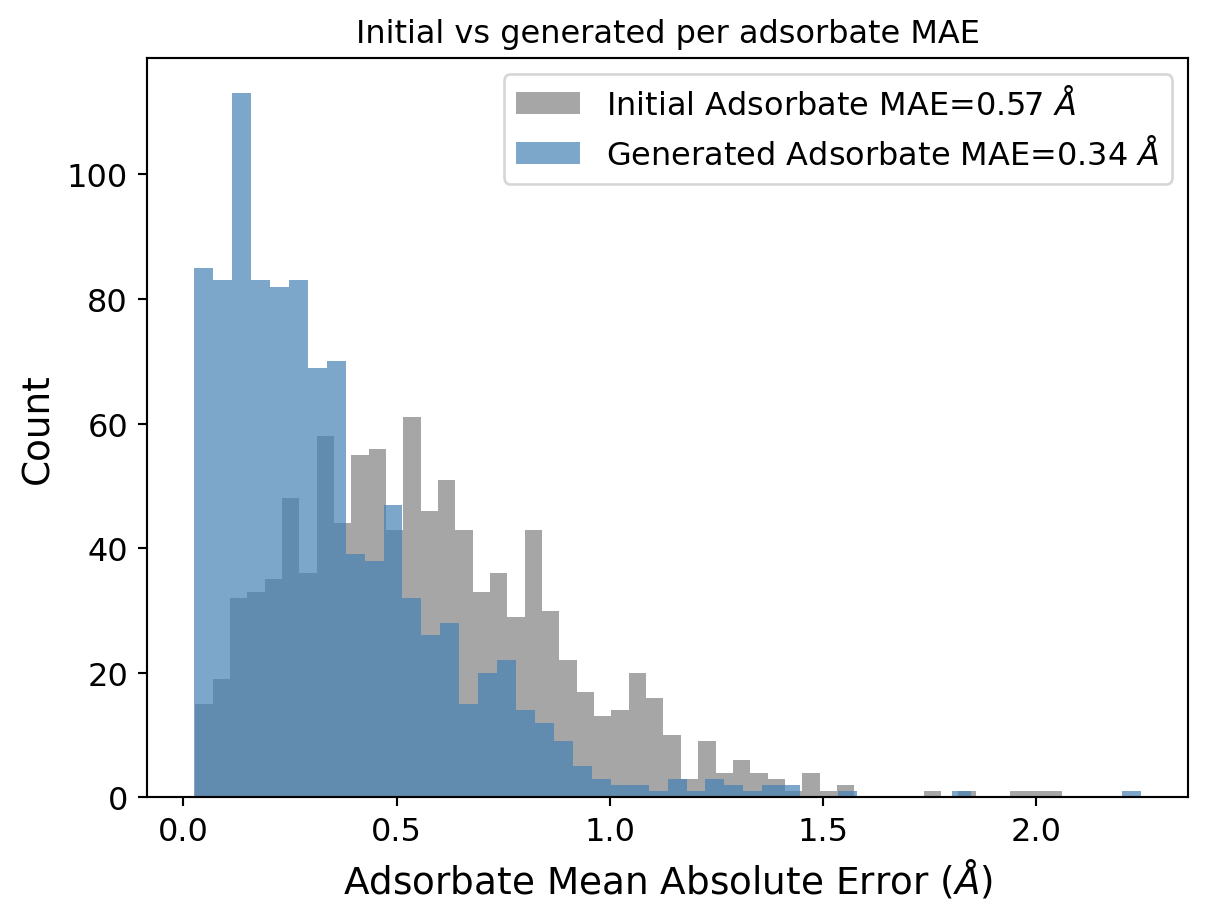 Initial vs generated per adsorbate MAE
Initial Adsorbate MAE=0.57 Å
Generated Adsorbate MAE=0.34 Å
100
80
60
40
20
0
Count
0.0 0.5 1.0 1.5 2.0
Adsorbate Mean Absolute Error (Å)